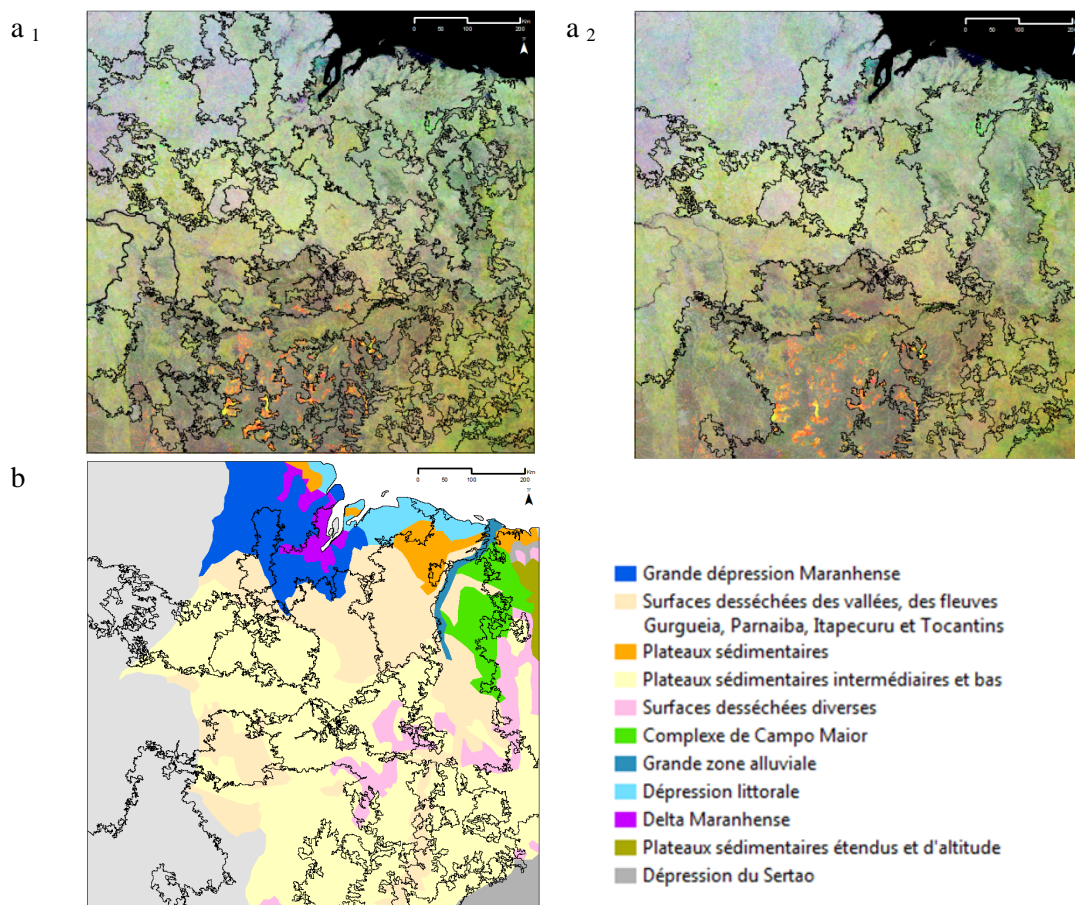 a 1
0 50 100 200 Km
a 2
0 50 100 200
b
0 50 100 200 Km
Grande dépression Maranhense
Surfaces desséchées des vallées, des fleuves
Gurgueia, Parnaiba, Itapecuru et Tocantins
Plateaux sédimentaires
Plateaux sédimentaires intermédiaires et bas
Surfaces desséchées diverses
Complexe de Campo Maior
Grande zone alluviale
Dépression littorale
Delta Maranhense
Plateaux sédimentaires étendus et d'altitude
Dépression du Sertao